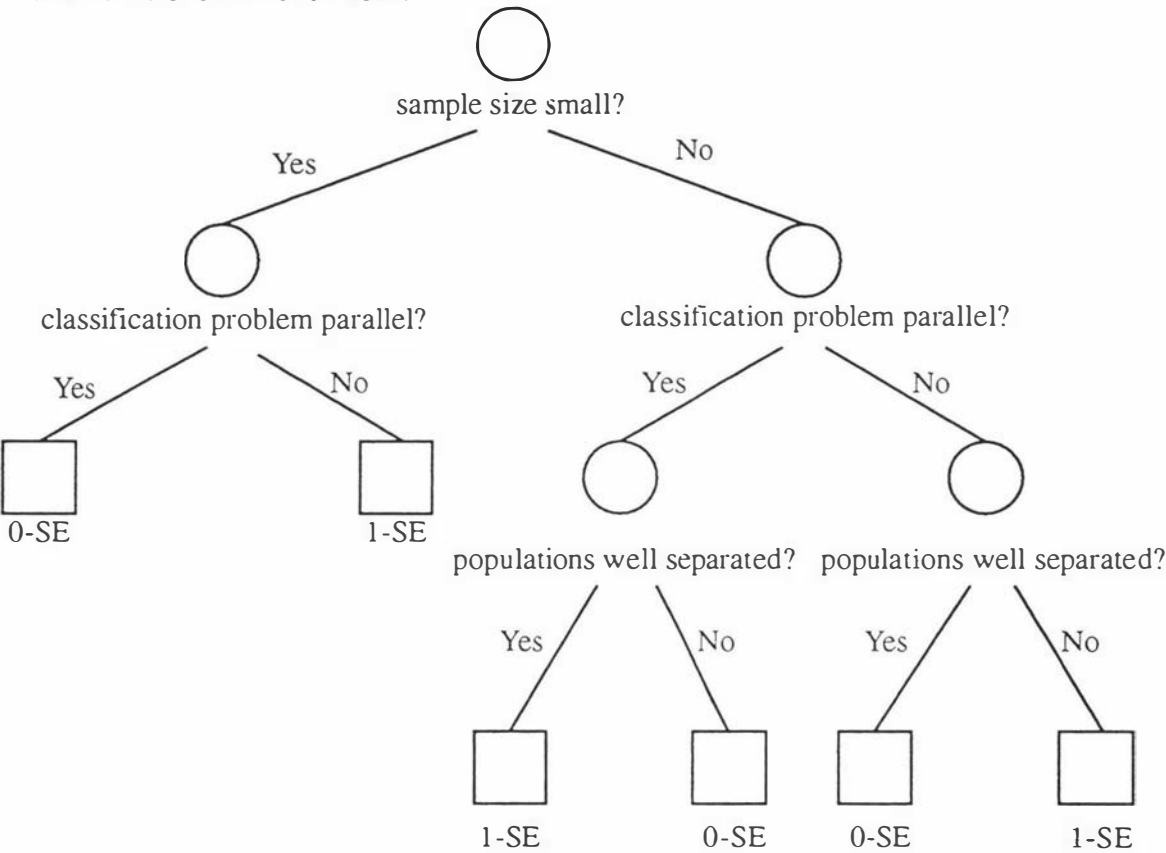 sample size small?
Yes
No
classification problem parallel?
classification problem parallel?
Yes
No
Yes
No
0-SE
1-SE
populations well separated?
populations well separated?
Yes
No
Yes
No
1-SE
0-SE
0-SE
1-SE